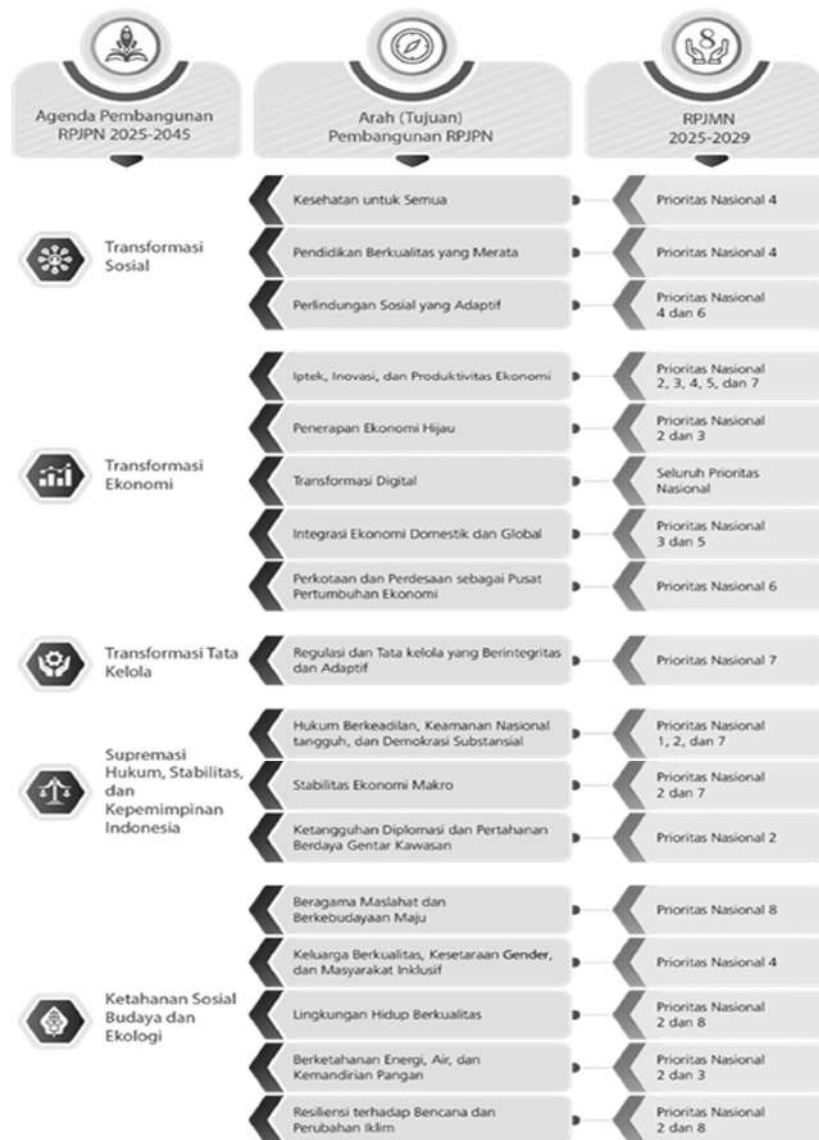 8
Agenda Pembangunan
RPJPN 2025-2045
Arah (Tujuan)
Pembangunan RPJPN
RPJMN
2025-2029
Transformasi
Sosial
Kesehatan untuk Semua
Prioritas Nasional 4
Pendidikan Berkualitas yang Merata
Prioritas Nasional 4
Perlindungan Sosial yang Adaptif
Prioritas Nasional
4 dan 6
Transformasi
Ekonomi
Iptek, Inovasi, dan Produktivitas Ekonomi
Prioritas Nasional
2, 3, 4, 5, dan 7
Penerapan Ekonomi Hijau
Prioritas Nasional
2 dan 3
Transformasi Digital
Seluruh Prioritas
Nasional
Integrasi Ekonomi Domestik dan Global
Prioritas Nasional
3 dan 5
Perkotaan dan Perdesaan sebagai Pusat
Pertumbuhan Ekonomi
Prioritas Nasional 6
Transformasi Tata
Kelola
Regulasi dan Tata kelola yang Berintegritas
dan Adaptif
Prioritas Nasional 7
Supremasi
Hukum, Stabilitas,
dan
Kepemimpinan
Indonesia
Hukum Berkeadilan, Keamanan Nasional
tangguh, dan Demokrasi Substansial
Prioritas Nasional
1, 2, dan 7
Stabilitas Ekonomi Makro
Prioritas Nasional
2 dan 7
Ketangguhan Diplomasi dan Pertahanan
Berdaya Gentar Kawasan
Prioritas Nasional 2
Ketahanan Sosial
Budaya dan
Ekologi
Beragama Maslahat dan
Berkebudayaan Maju
Prioritas Nasional 8
Keluarga Berkualitas, Kesetaraan Gender,
dan Masyarakat Inklusif
Prioritas Nasional 4
Lingkungan Hidup Berkualitas
Prioritas Nasional
2 dan 8
Berketahanan Energi, Air, dan
Kemandirian Pangan
Prioritas Nasional
2 dan 3
Resiliensi terhadap Bencana dan
Perubahan Iklim
Prioritas Nasional
2 dan 8